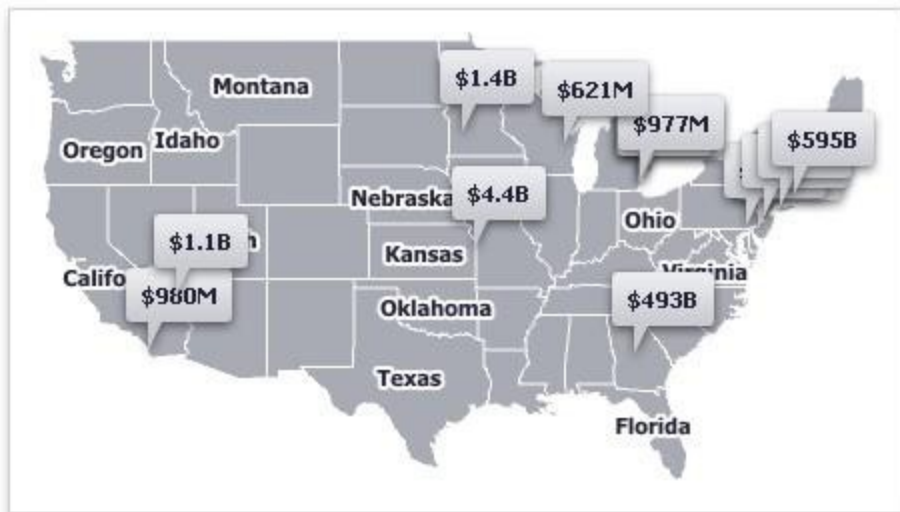 $1.4B
$621M
Montana
$977M
$595B
Oregon
Idaho
Nebraska
$4.4B
Ohio
$1.1B
Kansas
Virginia
Califo
$980M
$493B
Oklahoma
Texas
Florida